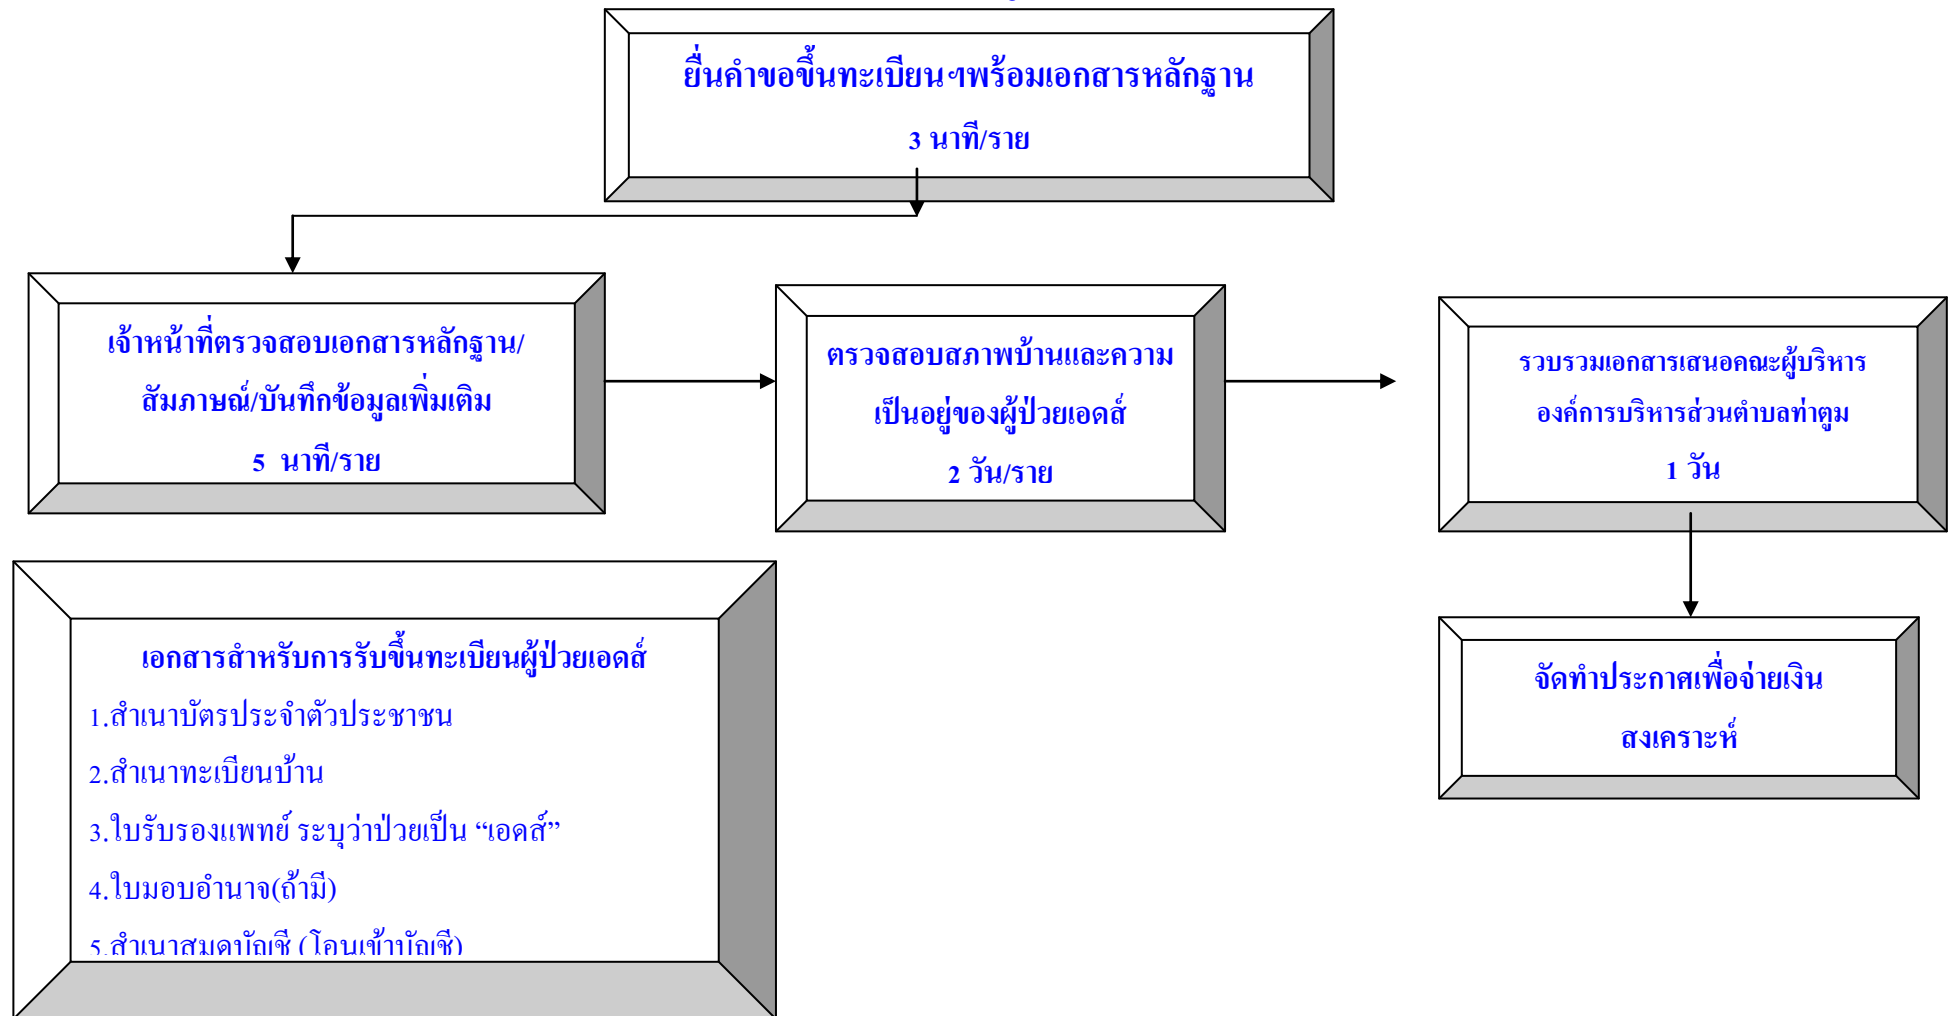 ยื่นคำขอขึ้นทะเบียนฯพร้อมเอกสารหลักฐาน
3 นาที/ราย
เจ้าหน้าที่ตรวจสอบเอกสารหลักฐาน/
สัมภาษณ์/บันทึกข้อมูลเพิ่มเติม
5 นาที/ราย
ตรวจสอบสภาพบ้านและความ
เป็นอยู่ของผู้ป่วยเอดส์
2 วัน/ราย
รวบรวมเอกสารเสนอคณะผู้บริหาร
องค์การบริหารส่วนตำบลท่าตูม
1 วัน
จัดทำประกาศเพื่อจ่ายเงิน
สงเคราะห์
เอกสารสำหรับการรับขึ้นทะเบียนผู้ป่วยเอดส์
1.สำเนาบัตรประจำตัวประชาชน
2.สำเนาทะเบียนบ้าน
3.ใบรับรองแพทย์ ระบุว่าป่วยเป็น “เอดส์”
4.ใบมอบอำนาจ(ถ้ามี)
5.สำเนาสมุดบัญชี (โอนเข้าบัญชี)